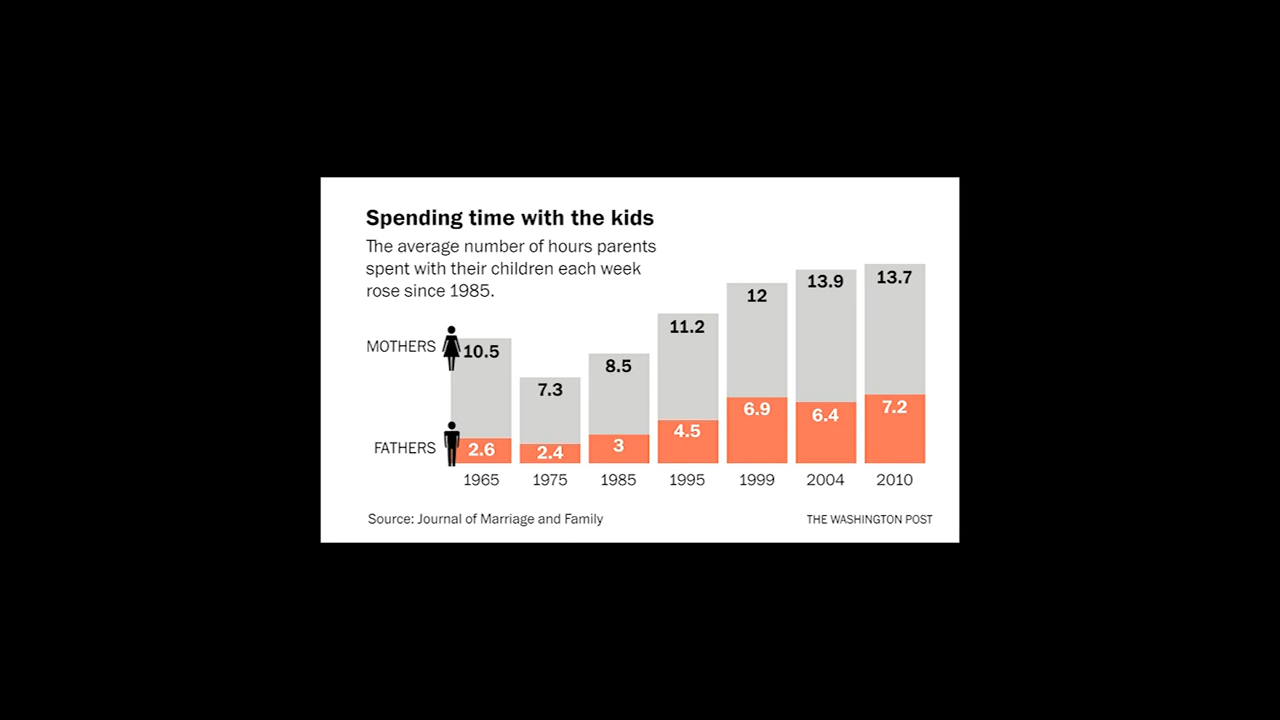 Spending time with the kids
The average number of hours parents
spent with their children each week
rose since 1985.
MOTHERS
10.5
7.3
8.5
11.2
12
13.9
13.7
FATHERS
2.6
2.4
3
4.5
6.9
6.4
7.2
1965 1975 1985 1995 1999 2004 2010
Source: Journal of Marriage and Family
THE WASHINGTON POST